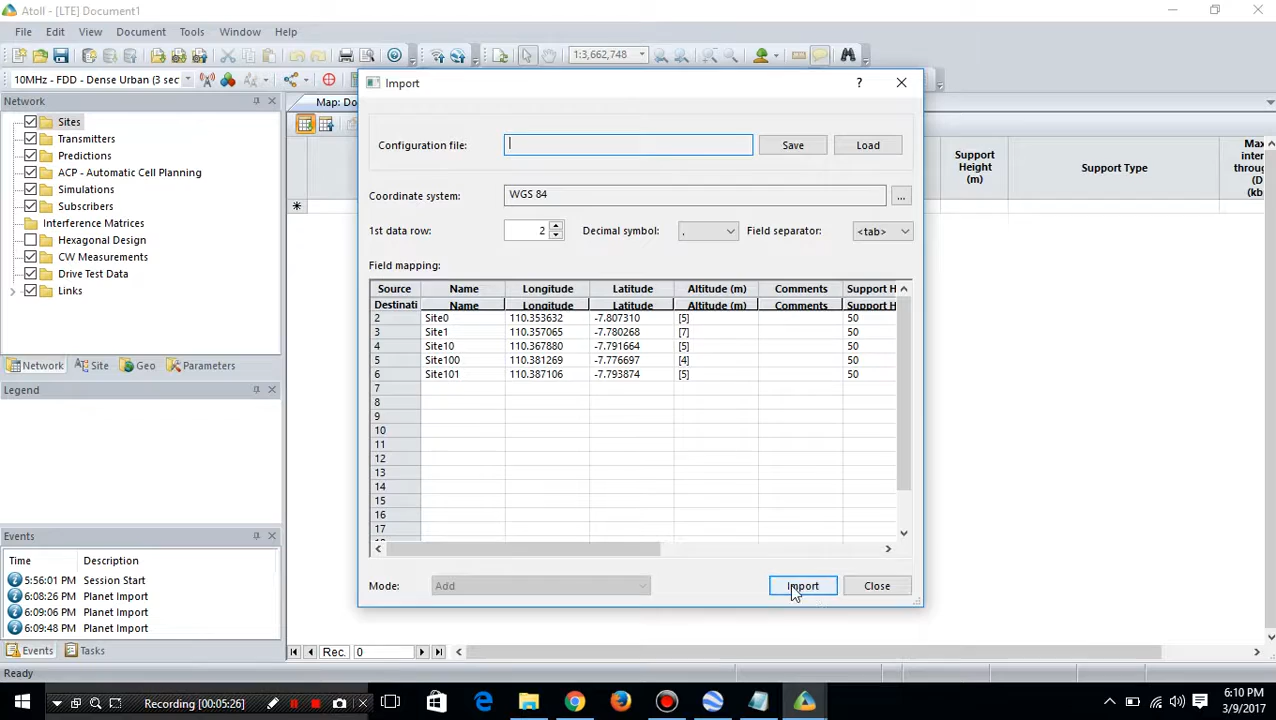 Atoll - [LTE] Document1
File Edit View Document Tools Window Help
1:3,662,748
10MHz - FDD - Dense Urban (3 sec
Network
Sites
Transmitters
Predictions
ACP - Automatic Cell Planning
Simulations
Subscribers
Interference Matrices
Hexagonal Design
CW Measurements
Drive Test Data
Links
Network Site Geo Parameters
Legend
Events
Time Description
5:56:01 PM Session Start
6:08:26 PM Planet Import
6:09:06 PM Planet Import
6:09:48 PM Planet Import
Events Tasks
Ready
Map: Do
Support
Height
(m)
Support Type
Max
inter
throug
(D
(kb
Import
?
Configuration file: Save Load
Coordinate system: WGS 84 ...
1st data row: 2 Decimal symbol: Field separator: <tab>
Field mapping:
Source Name Longitude Latitude Altitude (m) Comments Support H
Destinati Name Longitude Latitude Altitude (m) Comments Support H
2 Site0 110.353632 -7.807310 [5] 50
3 Site1 110.357065 -7.780268 [7] 50
4 Site10 110.367880 -7.791664 [5] 50
5 Site100 110.381269 -7.776697 [4] 50
6 Site101 110.387106 -7.793874 [5] 50
7
8
9
10
11
12
13
14
15
16
17
Mode: Add Import Close
Rec. 0
Recording [00:05:26]
6:10 PM
3/9/2017